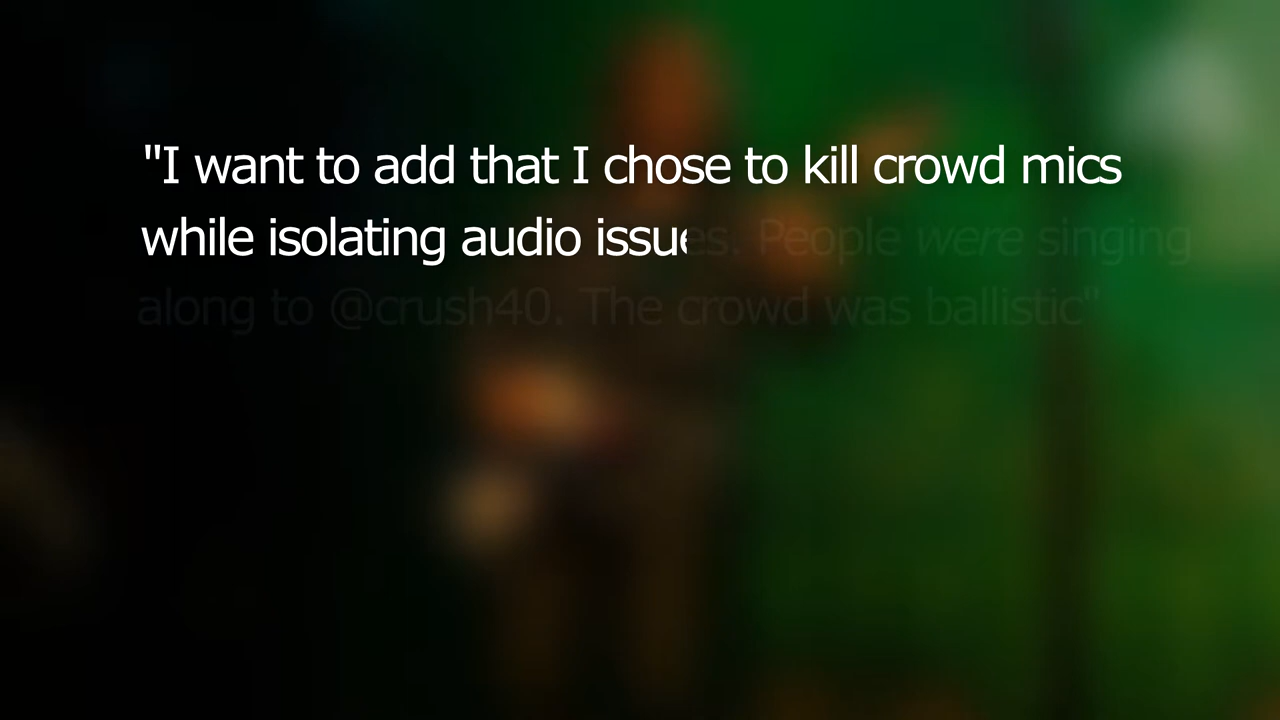 "I want to add that I chose to kill crowd mics
while isolating audio issues. People were singing
along to @crush40. The crowd was ballistic"